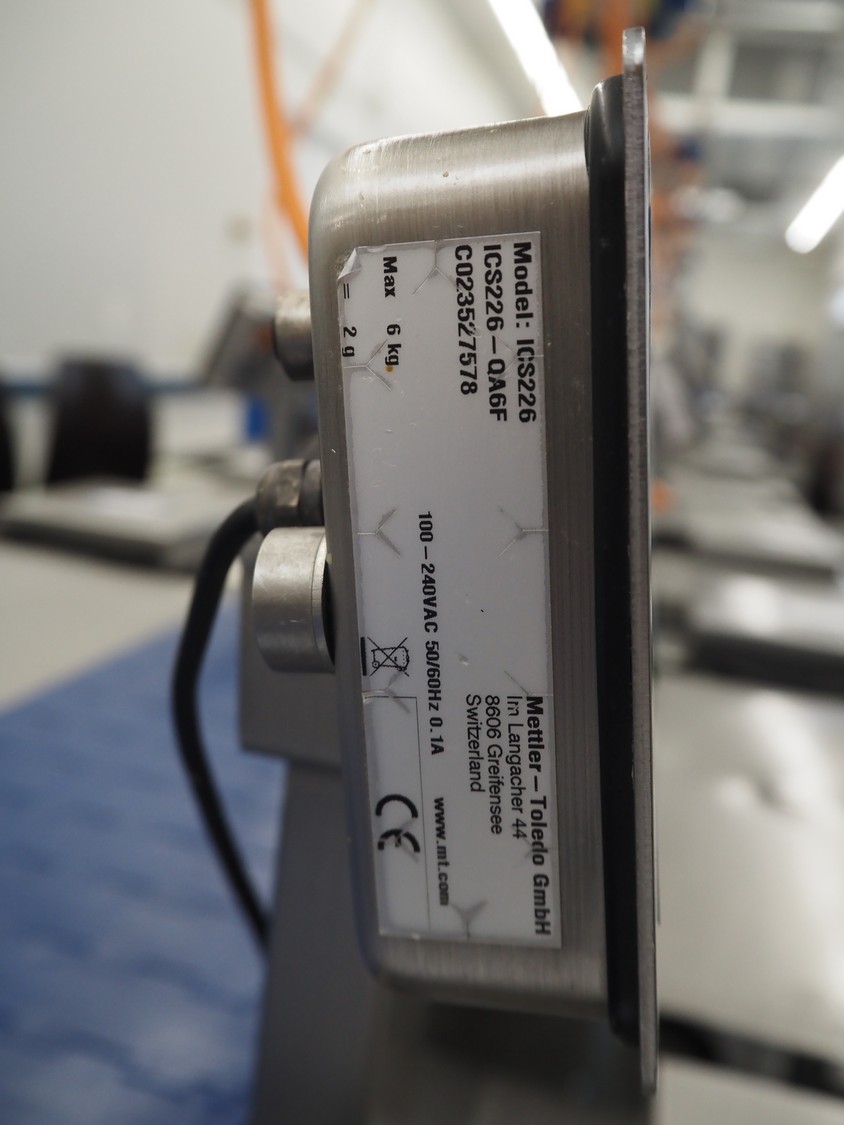 Model: ICS226
ICS226-QA6F
C023527578
Max 6 kg
= 2 g
Mettler-Toledo GmbH
Im Langacher 44
8606 Greifensee
Switzerland
100-240VAC 50/60Hz 0.1A
www.mt.com
CE